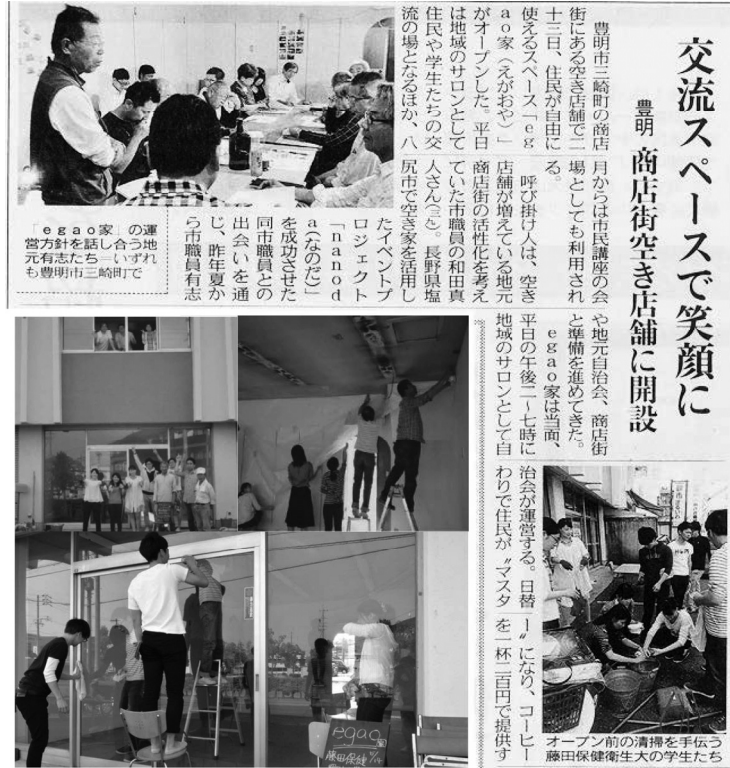 交流スペースで笑顔に
豊明 商店街空き店舗に開設
豊明市三崎町の商店
街にある空き店舗で二
十三日、住民が自由に
使えるスペース「eg
ao家（えがおや）」
がオープンした。平日
は地域のサロンとして
住民や学生たちの交
流の場となるほか、八
月からは市民講座の会
場としても利用され
る。
呼び掛け人は、空き
店舗が増えている地元
商店街の活性化を考え
ていた市職員の和田真
人さん
。長野県塩
尻市で空き家を活用し
たイベントプ
ロジェクト
「nanod
a（なのだ）」
を成功させた
同市職員との
出会いを通
じ、昨年夏か
ら市職員有志
や地元自治会、商店街
と準備を進めてきた。
egao家は当面、
平日の午後二～七時に
地域のサロンとして自
治会が運営する。日替
わりで住民が〝マスタ
ー〟になり、コーヒー
を一杯二百円で提供す
「egao家」の運
営方針を話し合う地
元有志たち＝いずれ
も豊明市三崎町で
オープン前の清掃を手伝う
藤田保健衛生大の学生たち
egao
藤田保健